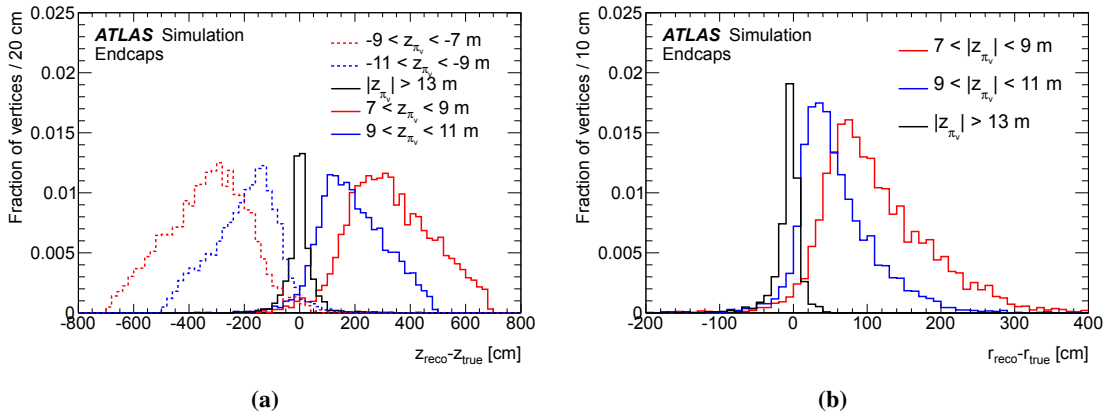 ATLAS Simulation
Endcaps
-9 < z_πv < -7 m
-11 < z_πv < -9 m
|z_πv| > 13 m
7 < z_πv < 9 m
9 < z_πv < 11 m
Fraction of vertices / 20 cm
0.025
0.02
0.015
0.01
0.005
0
-800 -600 -400 -200 0 200 400 600 800
z_reco-z_true [cm]
(a)
ATLAS Simulation
Endcaps
7 < |z_πv| < 9 m
9 < |z_πv| < 11 m
|z_πv| > 13 m
Fraction of vertices / 10 cm
0.025
0.02
0.015
0.01
0.005
0
-200 -100 0 100 200 300 400
r_reco-r_true [cm]
(b)